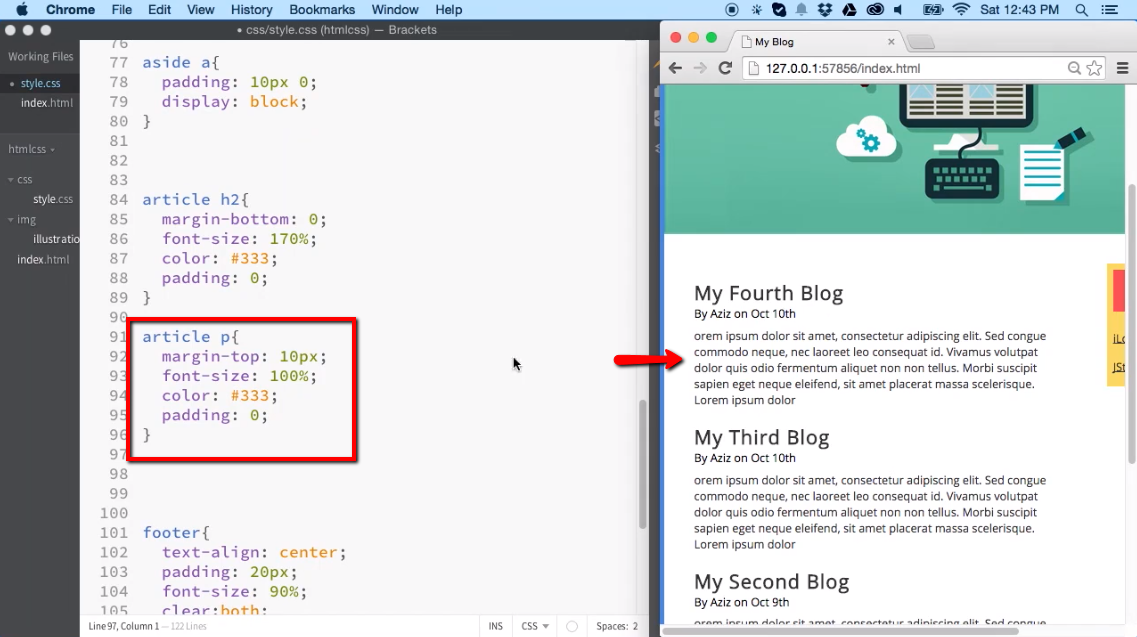 Chrome File Edit View History Bookmarks Window Help Sat 12:43 PM
• css/style.css (htmlcss) — Brackets
Working Files
• style.css
index.html
htmlcss
css
style.css
img
illustratio
index.html
76
77 aside a{
78 padding: 10px 0;
79 display: block;
80 }
81
82
83
84 article h2{
85 margin-bottom: 0;
86 font-size: 170%;
87 color: #333;
88 padding: 0;
89 }
90
91 article p{
92 margin-top: 10px;
93 font-size: 100%;
94 color: #333;
95 padding: 0;
96 }
97
98
99
100
101 footer{
102 text-align: center;
103 padding: 20px;
104 font-size: 90%;
105 clear:both;
Line 97, Column 1 — 122 Lines
INS CSS Spaces: 2
My Blog
127.0.0.1:57856/index.html
My Fourth Blog
By Aziz on Oct 10th
orem ipsum dolor sit amet, consectetur adipiscing elit. Sed congue
commodo neque, nec laoreet leo consequat id. Vivamus volutpat
dolor quis odio fermentum aliquet non non tellus. Morbi suscipit
sapien eget neque eleifend, sit amet placerat massa scelerisque.
Lorem ipsum dolor
My Third Blog
By Aziz on Oct 10th
orem ipsum dolor sit amet, consectetur adipiscing elit. Sed congue
commodo neque, nec laoreet leo consequat id. Vivamus volutpat
dolor quis odio fermentum aliquet non non tellus. Morbi suscipit
sapien eget neque eleifend, sit amet placerat massa scelerisque.
Lorem ipsum dolor
My Second Blog
By Aziz on Oct 9th